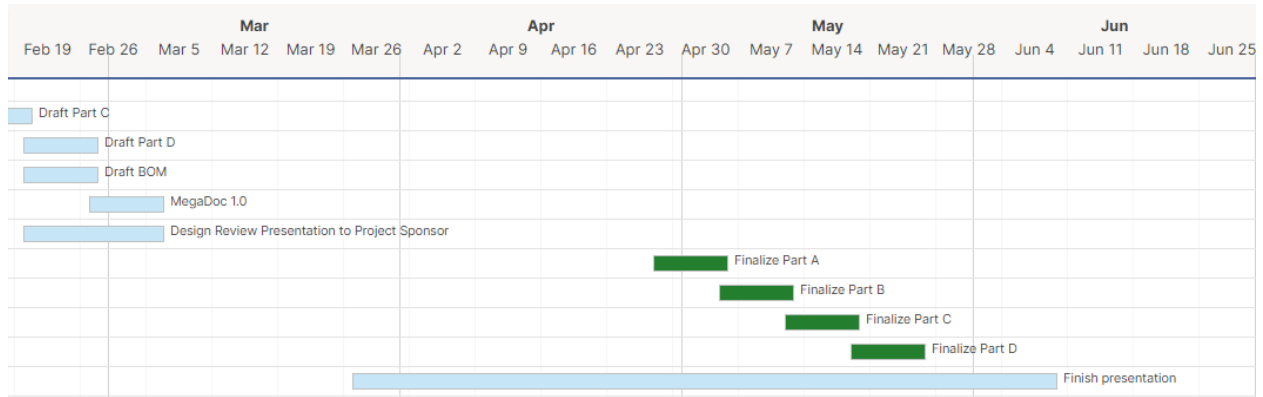 Mar Apr May Jun
Feb 19 Feb 26 Mar 5 Mar 12 Mar 19 Mar 26 Apr 2 Apr 9 Apr 16 Apr 23 Apr 30 May 7 May 14 May 21 May 28 Jun 4 Jun 11 Jun 18 Jun 25
Draft Part C
Draft Part D
Draft BOM
MegaDoc 1.0
Design Review Presentation to Project Sponsor
Finalize Part A
Finalize Part B
Finalize Part C
Finalize Part D
Finish presentation